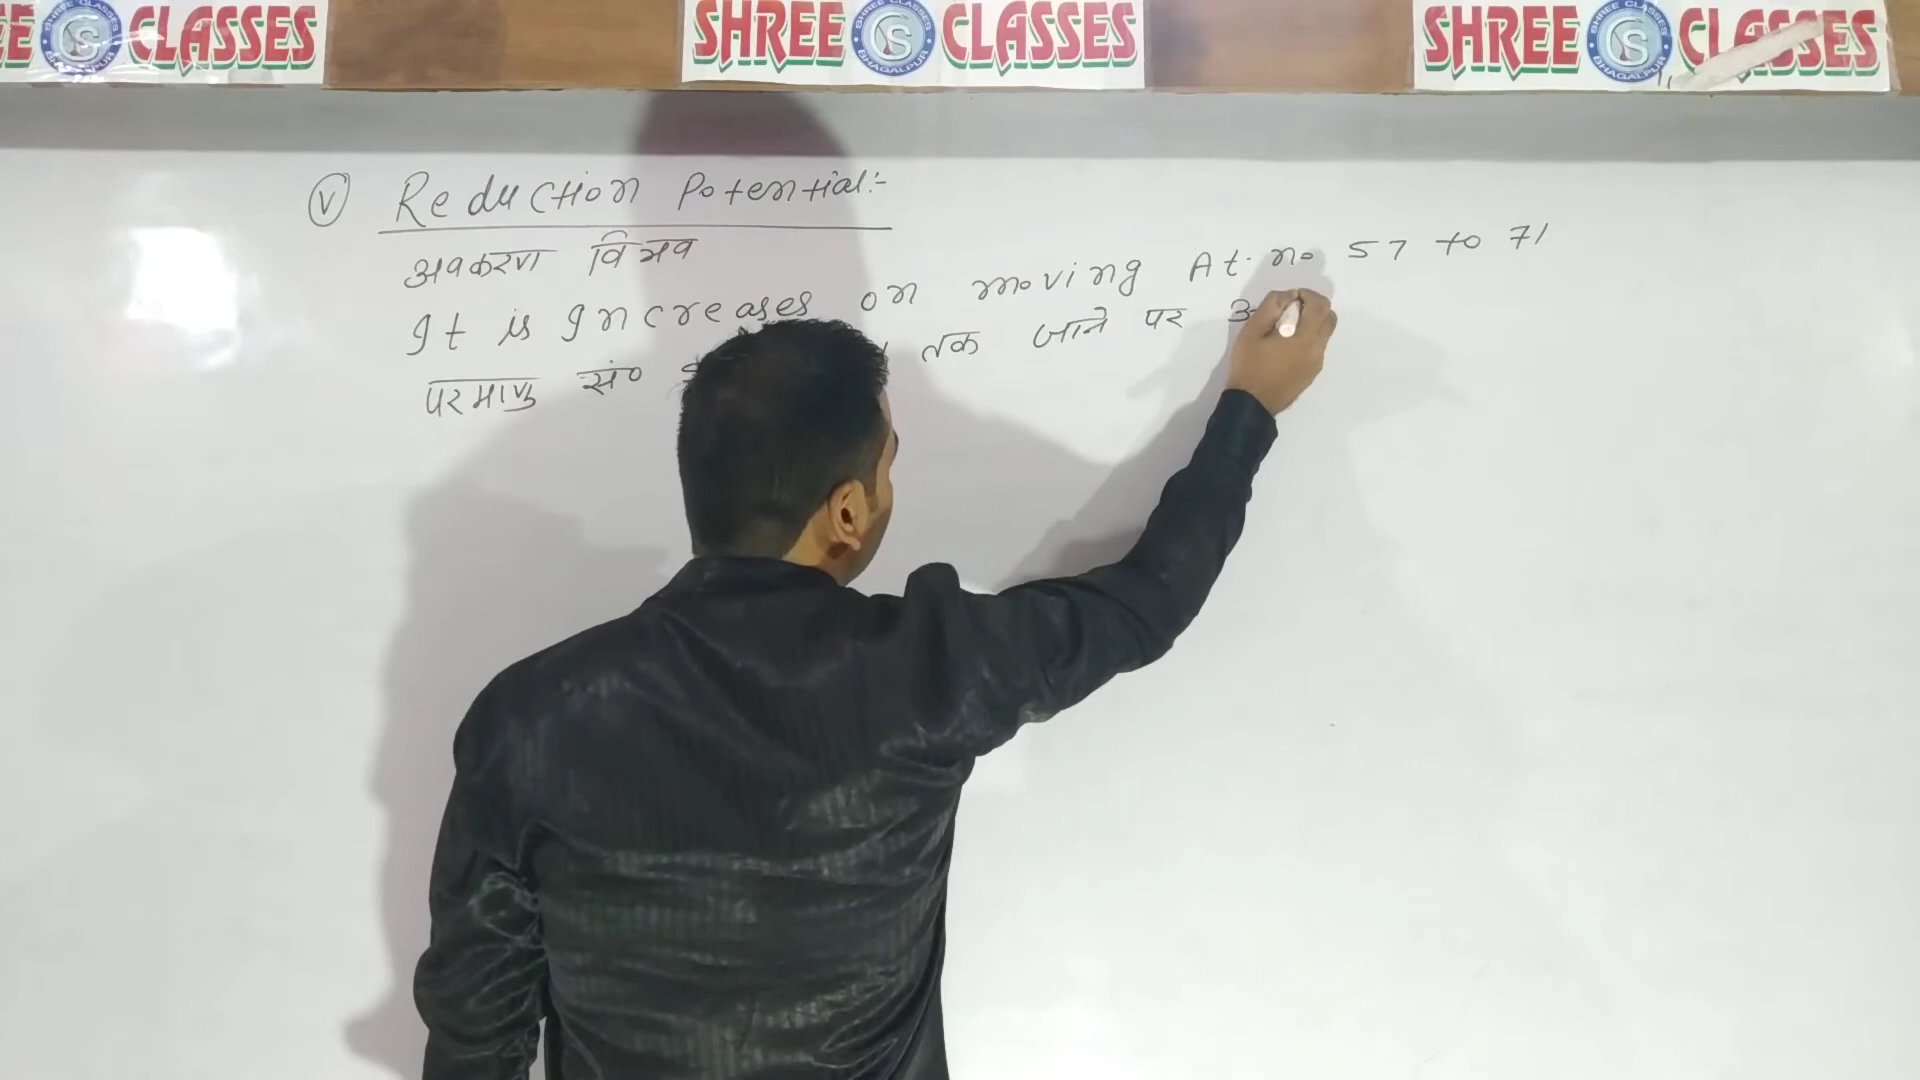 SHREE CLASSES SHREE CLASSES
SHREE CLASSES BHAGALPUR
(V) Reduction Potential:-
अवकरण विभव
It is Increases on moving At. no 57 to 71
परमाणु सं० तक जाने पर